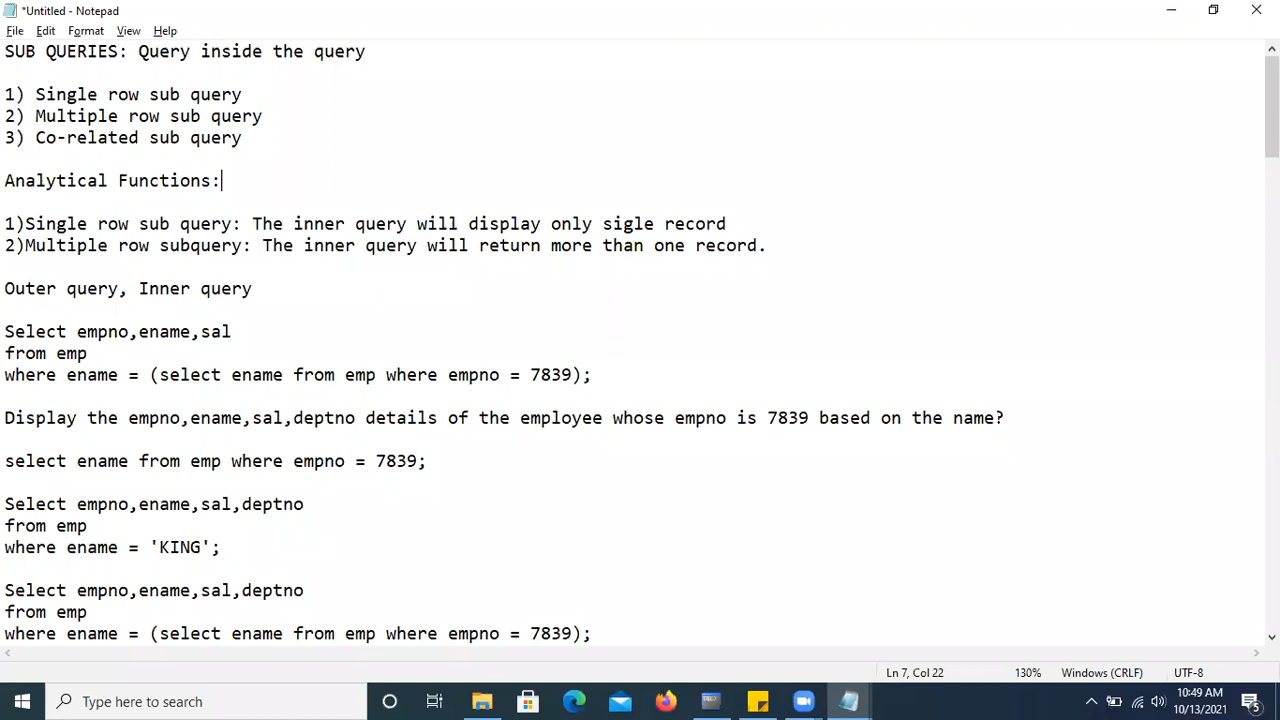 *Untitled - Notepad
File Edit Format View Help
SUB QUERIES: Query inside the query
1) Single row sub query
2) Multiple row sub query
3) Co-related sub query
Analytical Functions:
1)Single row sub query: The inner query will display only sigle record
2)Multiple row subquery: The inner query will return more than one record.
Outer query, Inner query
Select empno,ename,sal
from emp
where ename = (select ename from emp where empno = 7839);
Display the empno,ename,sal,deptno details of the employee whose empno is 7839 based on the name?
select ename from emp where empno = 7839;
Select empno,ename,sal,deptno
from emp
where ename = 'KING';
Select empno,ename,sal,deptno
from emp
where ename = (select ename from emp where empno = 7839);
Ln 7, Col 22 130% Windows (CRLF) UTF-8
Type here to search
10:49 AM
10/13/2021
5